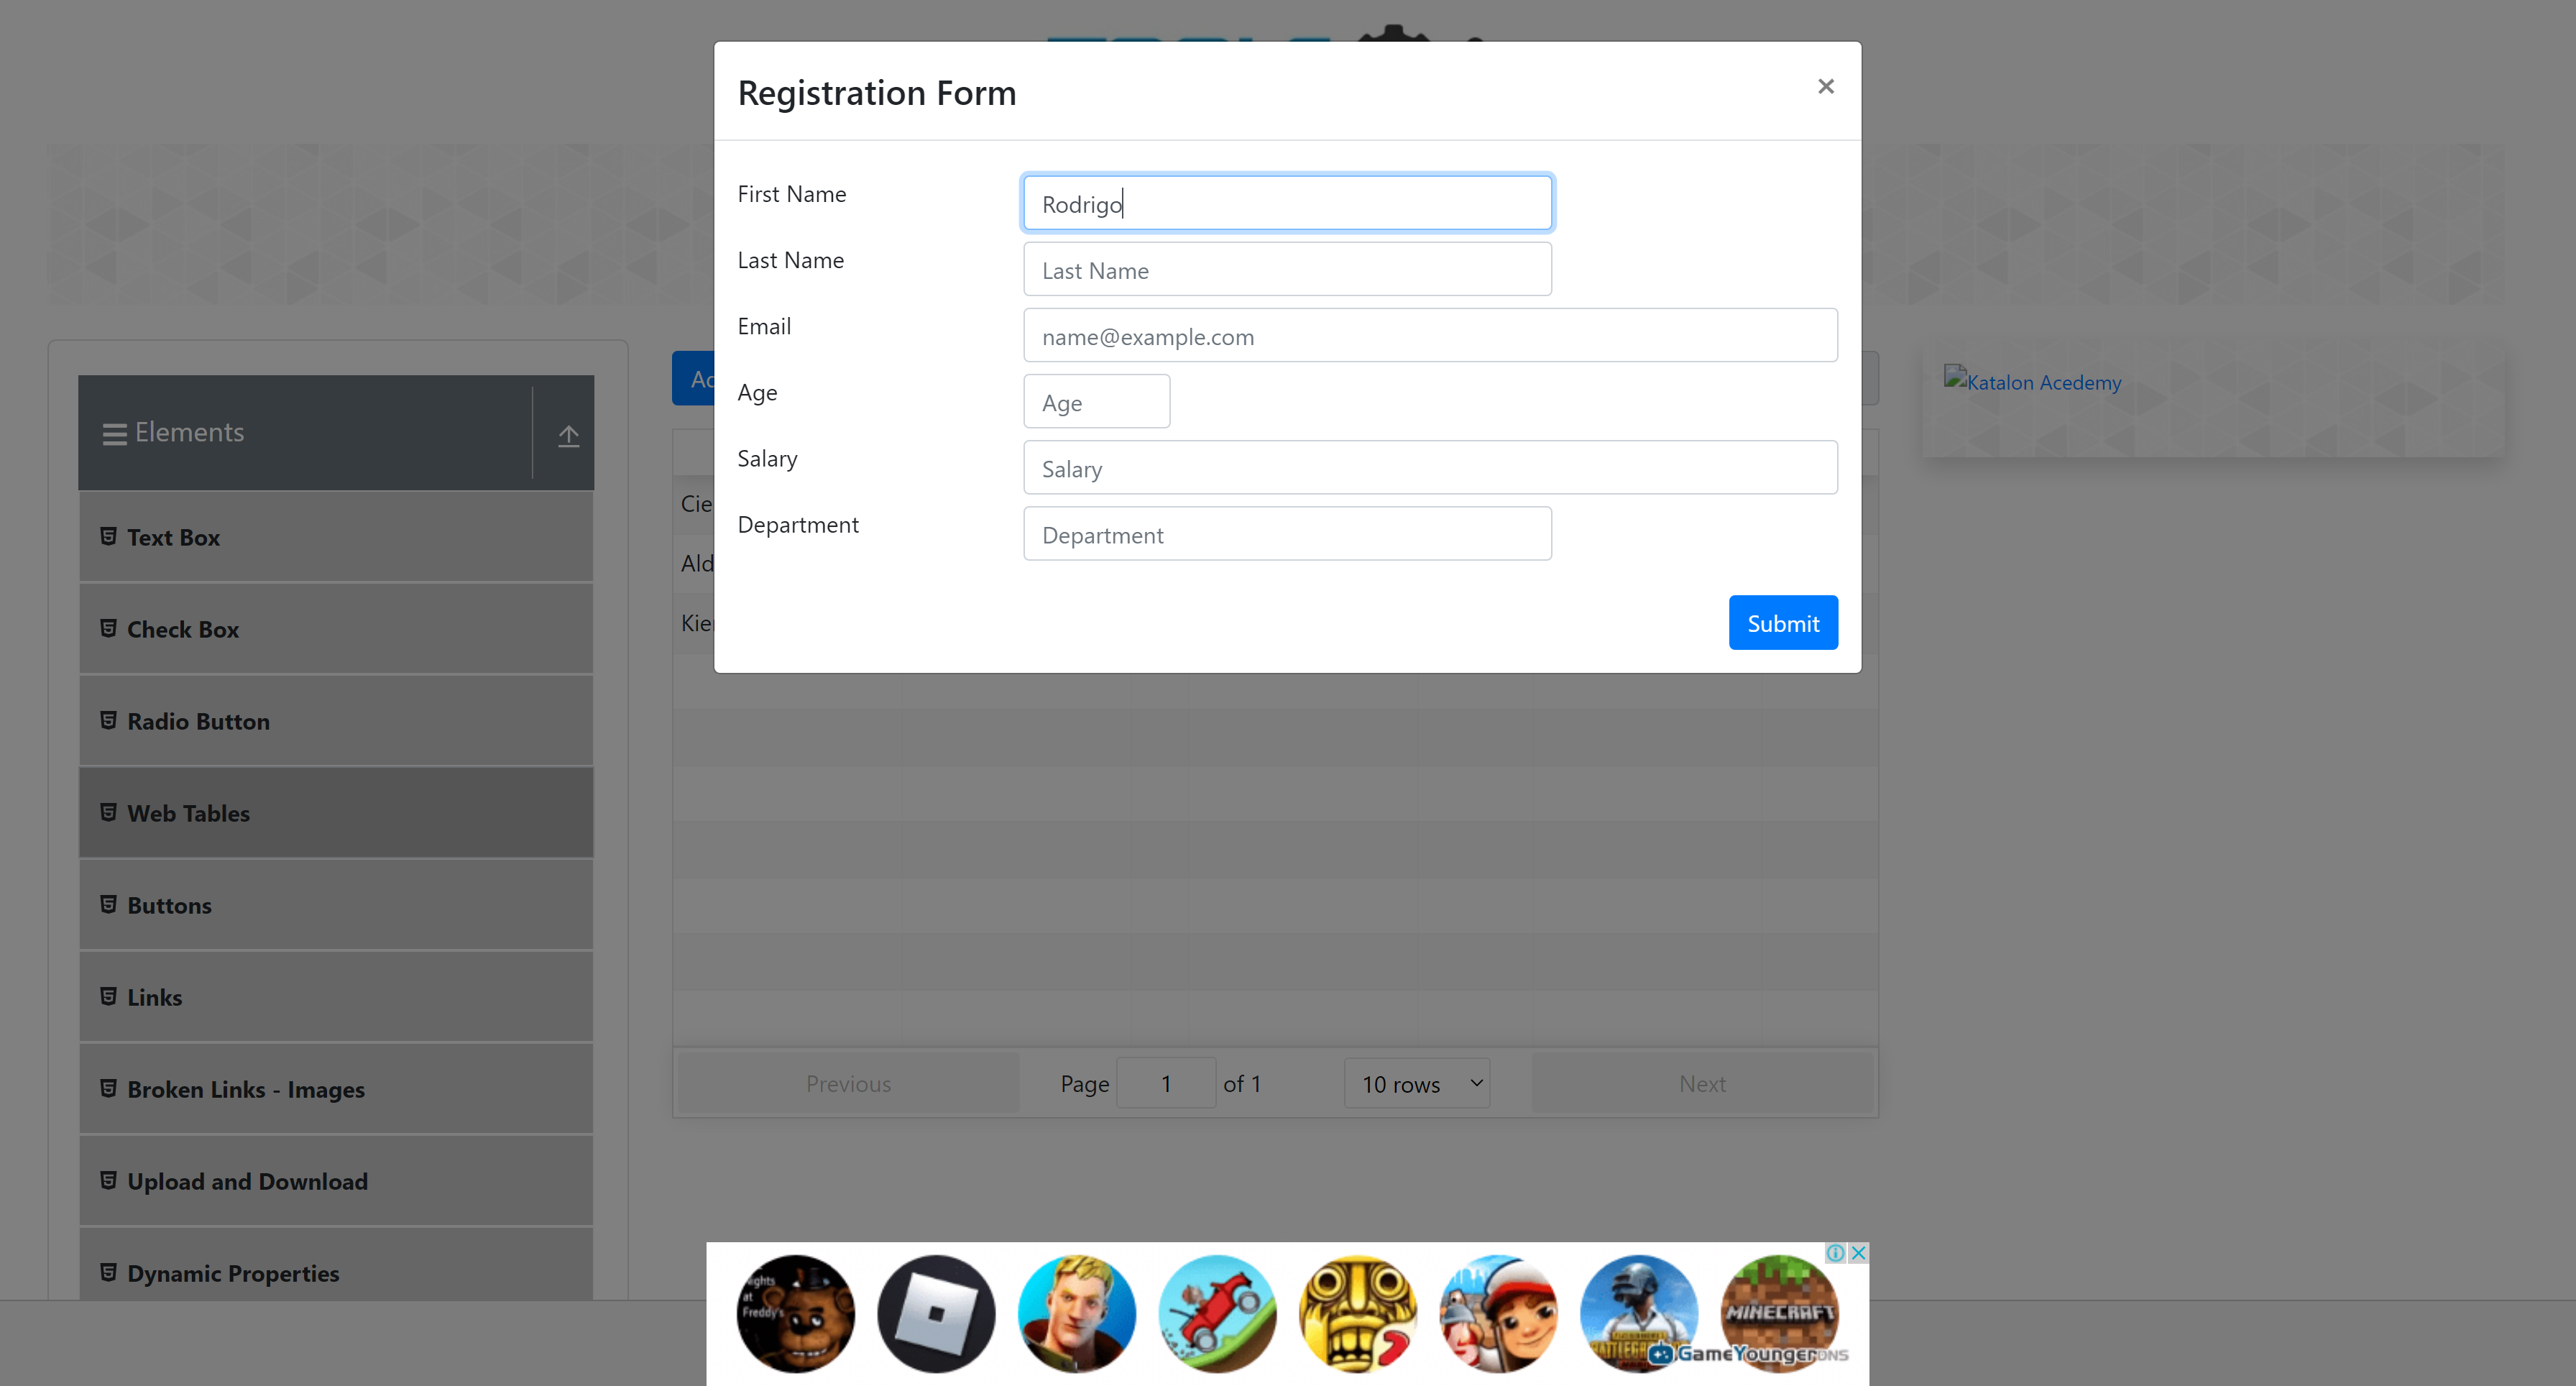 Registration Form
×
First Name
Rodrigo
Last Name
Last Name
Email
name@example.com
Age
Age
Salary
Salary
Department
Department
Submit
Elements
Text Box
Check Box
Radio Button
Web Tables
Buttons
Links
Broken Links - Images
Upload and Download
Dynamic Properties
Cie
Ald
Previous
Page 1 of 1
10 rows
Next
Katalon Acedemy
at
Freddy's
MINECRAFT
GameYoungerons